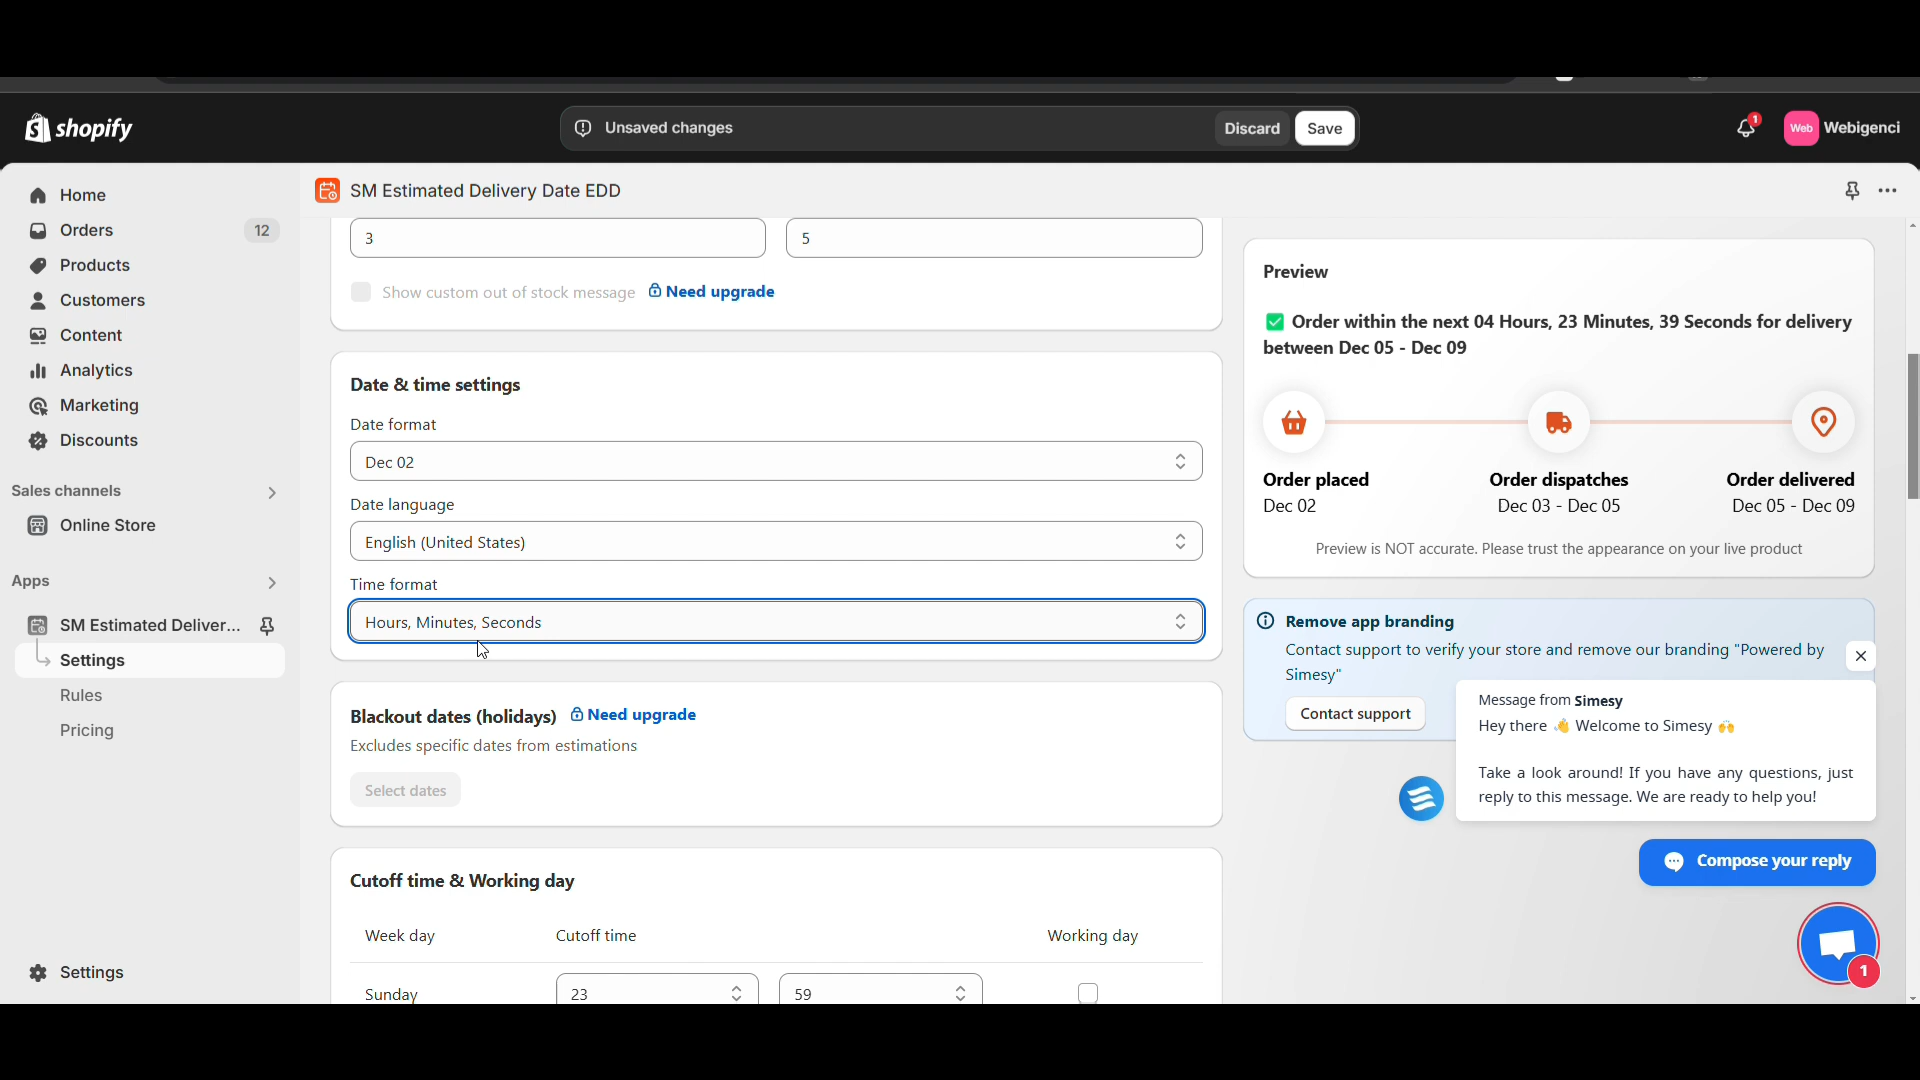 shopify
Unsaved changes
Discard
Save
1
Web
Webigenci
Home
Orders
12
Products
Customers
Content
Analytics
Marketing
Discounts
Sales channels
Online Store
Apps
SM Estimated Deliver...
Settings
Rules
Pricing
Settings
SM Estimated Delivery Date EDD
3
5
Show custom out of stock message
Need upgrade
Date & time settings
Date format
Dec 02
Date language
English (United States)
Time format
Hours, Minutes, Seconds
Blackout dates (holidays)
Need upgrade
Excludes specific dates from estimations
Select dates
Cutoff time & Working day
Week day
Cutoff time
Working day
Sunday
23
59
Preview
✅ Order within the next 04 Hours, 23 Minutes, 39 Seconds for delivery
between Dec 05 - Dec 09
Order placed
Dec 02
Order dispatches
Dec 03 - Dec 05
Order delivered
Dec 05 - Dec 09
Preview is NOT accurate. Please trust the appearance on your live product
Remove app branding
Contact support to verify your store and remove our branding "Powered by
Simesy"
Contact support
Message from Simesy
Hey there 👋 Welcome to Simesy 🙌
Take a look around! If you have any questions, just
reply to this message. We are ready to help you!
Compose your reply
1